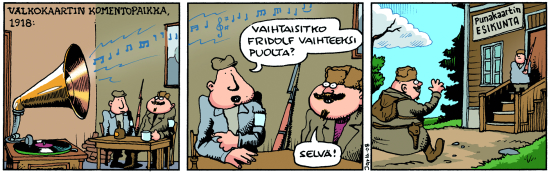 VALKOKAARTIN KOMENTOPAIKKA,
1918:
VAIHTAISITKO
FRIDOLF VAIHTEEKSI
PUOLTA?
SELVÄ!
Punakaartin
ESIKUNTA